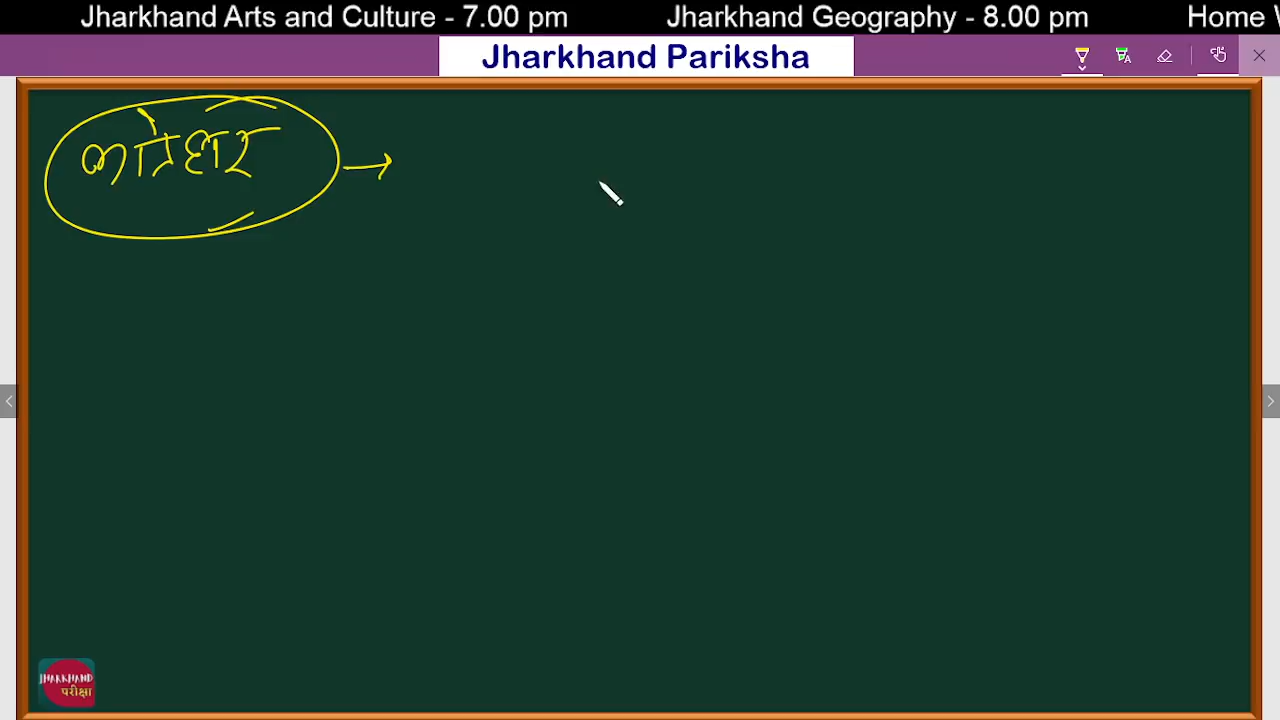 Jharkhand Arts and Culture - 7.00 pm Jharkhand Geography - 8.00 pm Home
Jharkhand Pariksha
JHARKHAND
परीक्षा